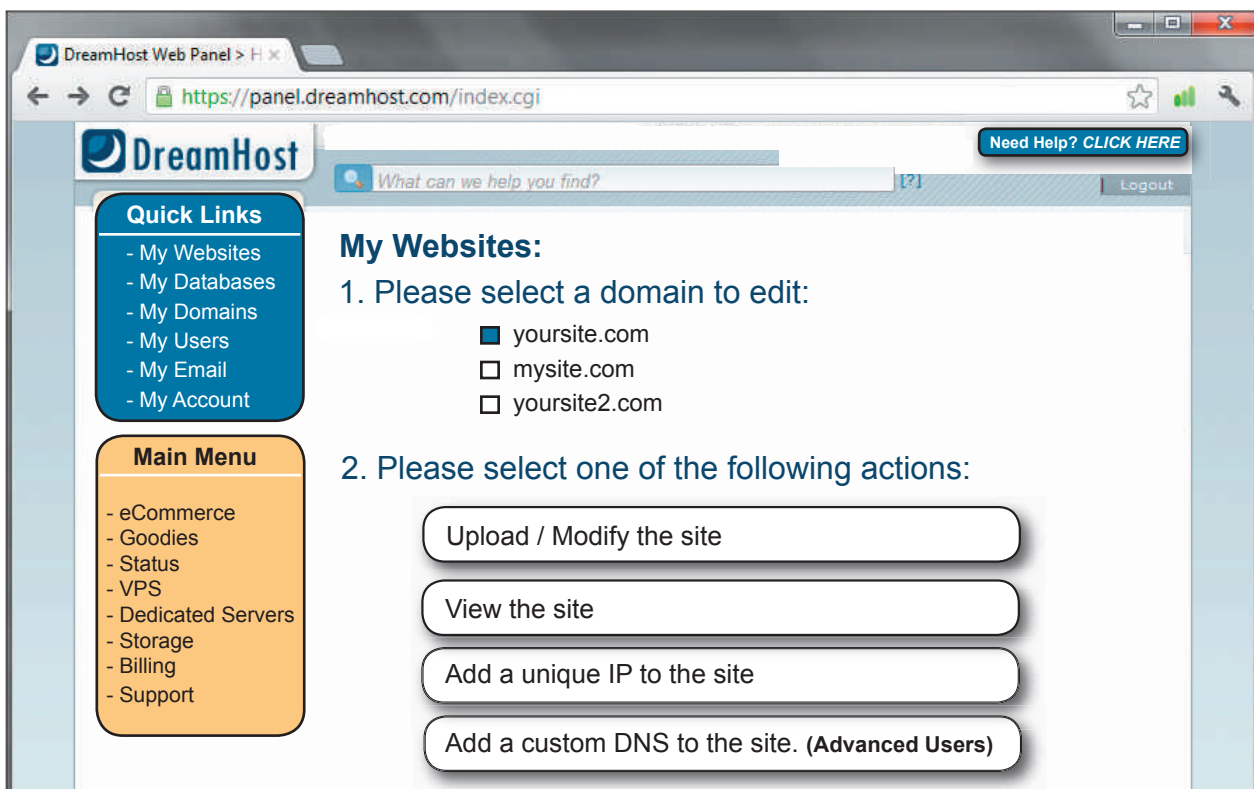 DreamHost Web Panel > H
https://panel.dreamhost.com/index.cgi
DreamHost
Need Help? CLICK HERE
What can we help you find?
[?]
Logout
Quick Links
- My Websites
- My Databases
- My Domains
- My Users
- My Email
- My Account
Main Menu
- eCommerce
- Goodies
- Status
- VPS
- Dedicated Servers
- Storage
- Billing
- Support
My Websites:
1. Please select a domain to edit:
yoursite.com
mysite.com
yoursite2.com
2. Please select one of the following actions:
Upload / Modify the site
View the site
Add a unique IP to the site
Add a custom DNS to the site. (Advanced Users)